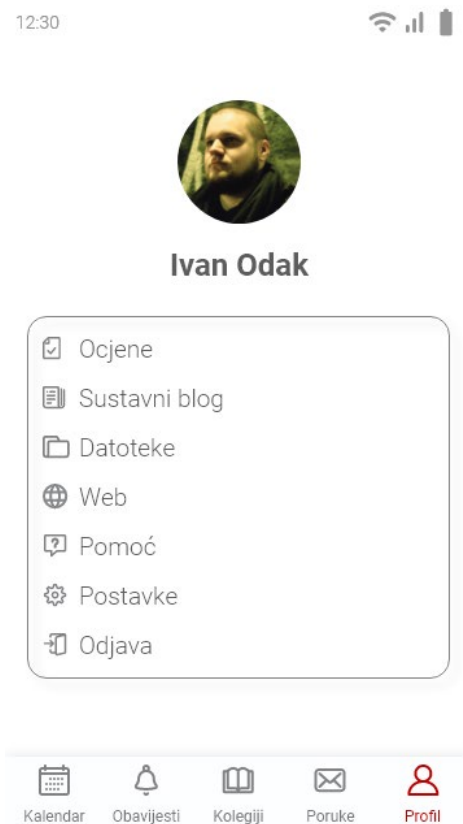 12:30
Ivan Odak
Ocjene
Sustavni blog
Datoteke
Web
Pomoć
Postavke
Odjava
Kalendar Obavijesti Kolegiji Poruke Profil